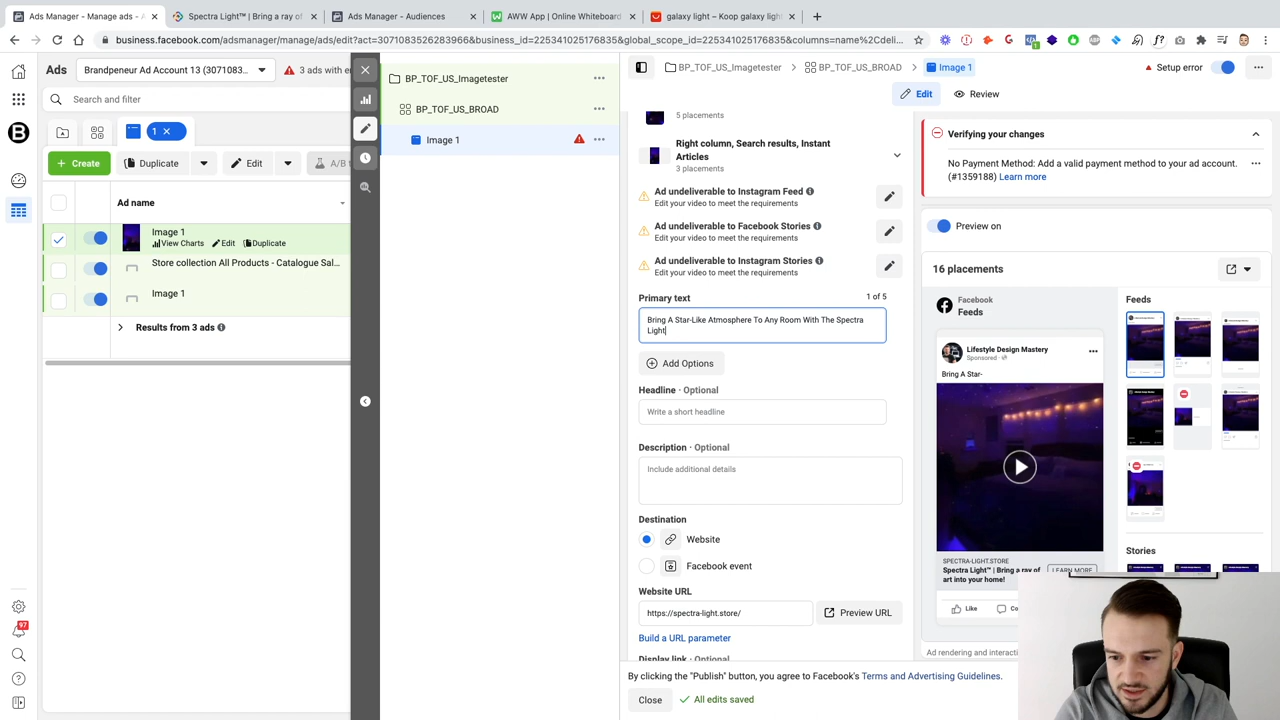 Ads Manager - Manage ads - A
Spectra Light™ | Bring a ray of
Ads Manager - Audiences
AWW App | Online Whiteboard
galaxy light – Koop galaxy light
business.facebook.com/adsmanager/manage/ads/edit?act=3071083526283966&business_id=225341025176835&global_scope_id=225341025176835&columns=name%2Cdeli...
Ads
Brandpeneur Ad Account 13 (3071083...
3 ads with er
Search and filter
1
Create
Duplicate
Edit
A/B t
Ad name
Image 1
View Charts
Edit
Duplicate
Store collection All Products - Catalogue Sal...
Image 1
Results from 3 ads
97
BP_TOF_US_Imagetester
BP_TOF_US_BROAD
Image 1
BP_TOF_US_Imagetester
BP_TOF_US_BROAD
Image 1
Setup error
Edit
Review
5 placements
Right column, Search results, Instant
Articles
3 placements
Ad undeliverable to Instagram Feed
Edit your video to meet the requirements
Ad undeliverable to Facebook Stories
Edit your video to meet the requirements
Ad undeliverable to Instagram Stories
Edit your video to meet the requirements
Primary text
1 of 5
Bring A Star-Like Atmosphere To Any Room With The Spectra
Light
Add Options
Headline · Optional
Write a short headline
Description · Optional
Include additional details
Destination
Website
Facebook event
Website URL
https://spectra-light.store/
Preview URL
Build a URL parameter
Display link · Optional
By clicking the "Publish" button, you agree to Facebook's Terms and Advertising Guidelines.
Close
All edits saved
Verifying your changes
No Payment Method: Add a valid payment method to your ad account.
(#1359188) Learn more
Preview on
16 placements
Facebook
Feeds
Lifestyle Design Mastery
Sponsored ·
Bring A Star-
SPECTRA-LIGHT.STORE
Spectra Light™ | Bring a ray of
art into your home!
LEARN MORE
Like
Co
Ad rendering and interacti
Feeds
Stories